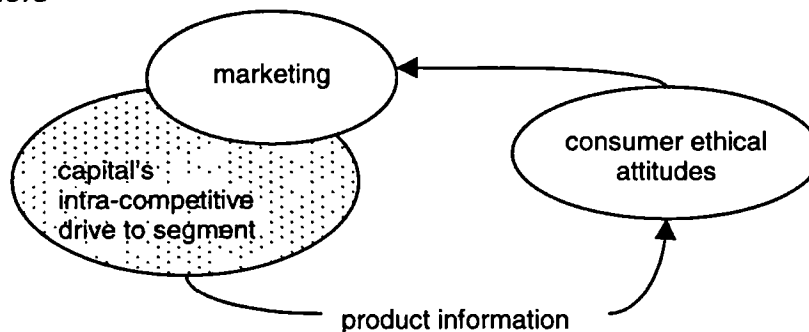 marketing
capital's
intra-competitive
drive to segment
consumer ethical
attitudes
product information